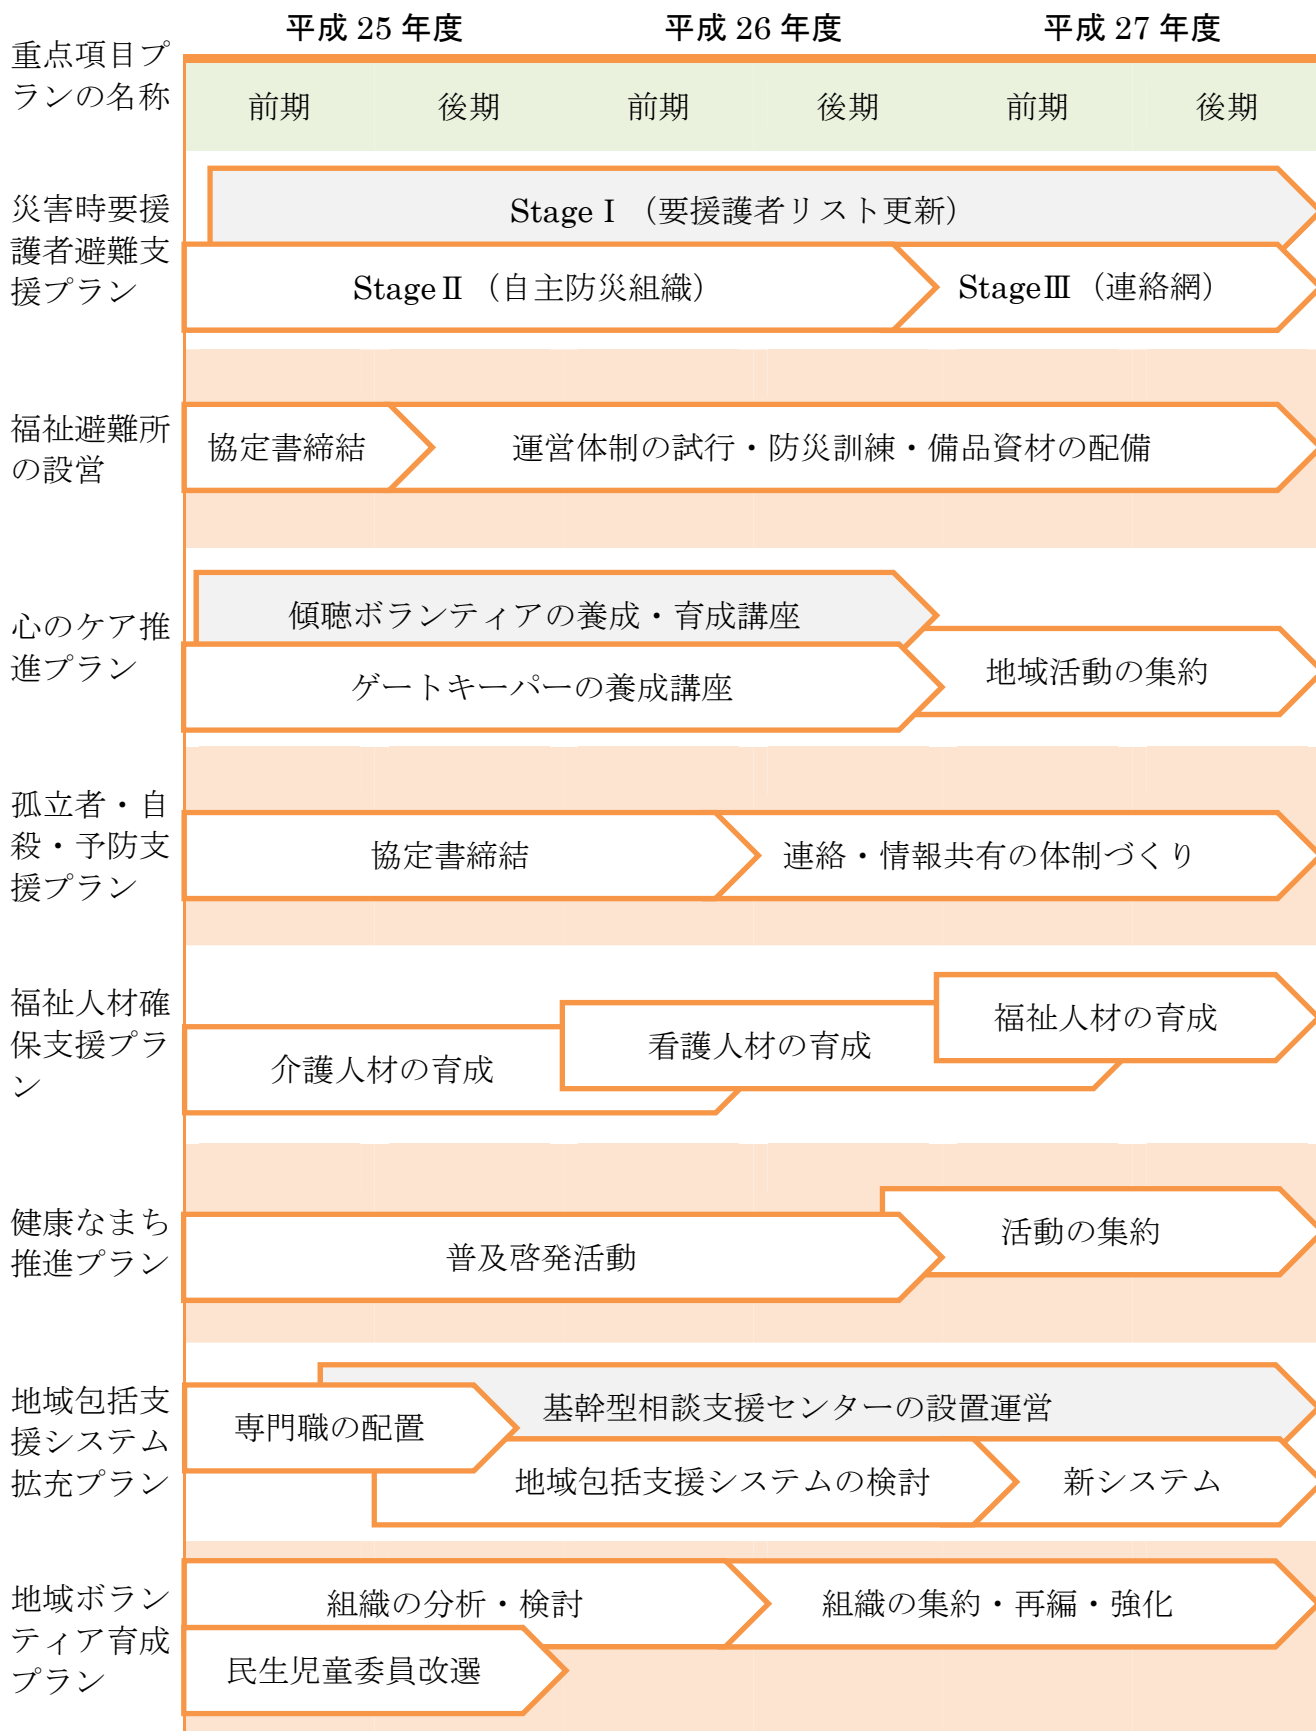 平成 25 年度
平成 26 年度
平成 27 年度
重点項目プ
ランの名称
前期
後期
前期
後期
前期
後期
災害時要援
護者避難支
援プラン
Stage Ⅰ （要援護者リスト更新）
Stage Ⅱ （自主防災組織）
StageⅢ（連絡網）
福祉避難所
の設営
協定書締結
運営体制の試行・防災訓練・備品資材の配備
心のケア推
進プラン
傾聴ボランティアの養成・育成講座
ゲートキーパーの養成講座
地域活動の集約
孤立者・自
殺・予防支
援プラン
協定書締結
連絡・情報共有の体制づくり
福祉人材確
保支援プラ
ン
介護人材の育成
看護人材の育成
福祉人材の育成
健康なまち
推進プラン
普及啓発活動
活動の集約
地域包括支
援システム
拡充プラン
専門職の配置
基幹型相談支援センターの設置運営
地域包括支援システムの検討
新システム
地域ボラン
ティア育成
プラン
組織の分析・検討
組織の集約・再編・強化
民生児童委員改選